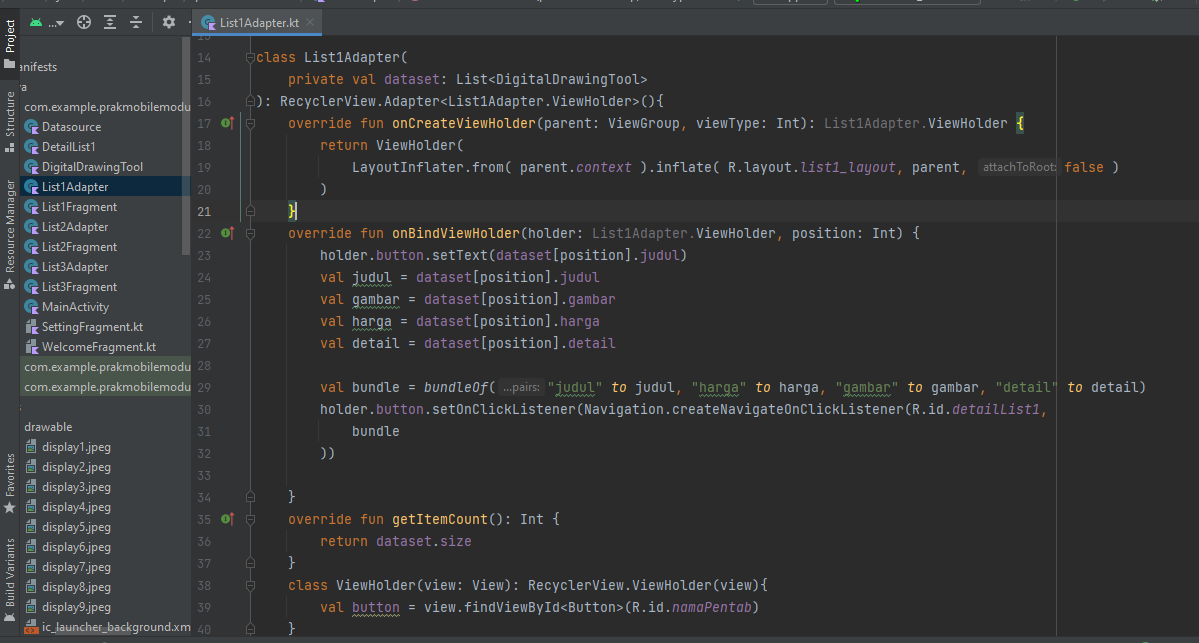 Project
Structure
Resource Manager
Favorites
Build Variants
...
List1Adapter.kt
anifests
com.example.prakmobilemodu
Datasource
DetailList1
DigitalDrawingTool
List1Adapter
List1Fragment
List2Adapter
List2Fragment
List3Adapter
List3Fragment
MainActivity
SettingFragment.kt
WelcomeFragment.kt
com.example.prakmobilemodu
com.example.prakmobilemodu
drawable
display1.jpeg
display2.jpeg
display3.jpeg
display4.jpeg
display5.jpeg
display6.jpeg
display7.jpeg
display8.jpeg
display9.jpeg
ic_launcher_background.xm
13
14 class List1Adapter(
15 private val dataset: List<DigitalDrawingTool>
16 ): RecyclerView.Adapter<List1Adapter.ViewHolder>(){
17 override fun onCreateViewHolder(parent: ViewGroup, viewType: Int): List1Adapter.ViewHolder {
18 return ViewHolder(
19 LayoutInflater.from( parent.context ).inflate( R.layout.list1_layout, parent, attachToRoot: false )
20 )
21 }
22 override fun onBindViewHolder(holder: List1Adapter.ViewHolder, position: Int) {
23 holder.button.setText(dataset[position].judul)
24 val judul = dataset[position].judul
25 val gambar = dataset[position].gambar
26 val harga = dataset[position].harga
27 val detail = dataset[position].detail
28
29 val bundle = bundleOf( ...pairs: "judul" to judul, "harga" to harga, "gambar" to gambar, "detail" to detail)
30 holder.button.setOnClickListener(Navigation.createNavigateOnClickListener(R.id.detailList1,
31 bundle
32 ))
33
34 }
35 override fun getItemCount(): Int {
36 return dataset.size
37 }
38 class ViewHolder(view: View): RecyclerView.ViewHolder(view){
39 val button = view.findViewById<Button>(R.id.namaPentab)
40 }